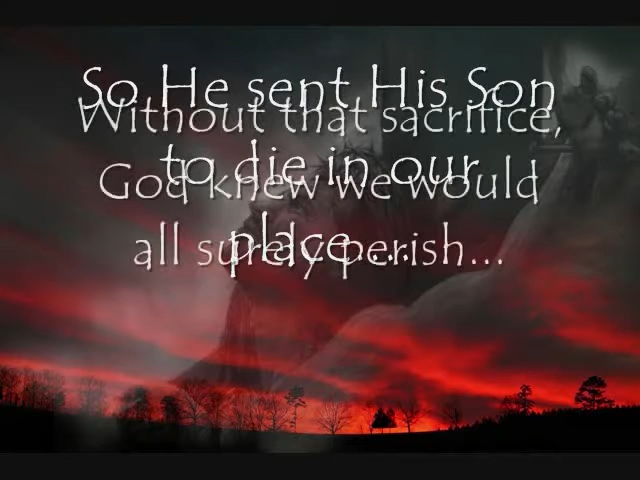 So He sent His Son
to die in our
place....
Without that sacrifice,
God knew we would
all surely perish...